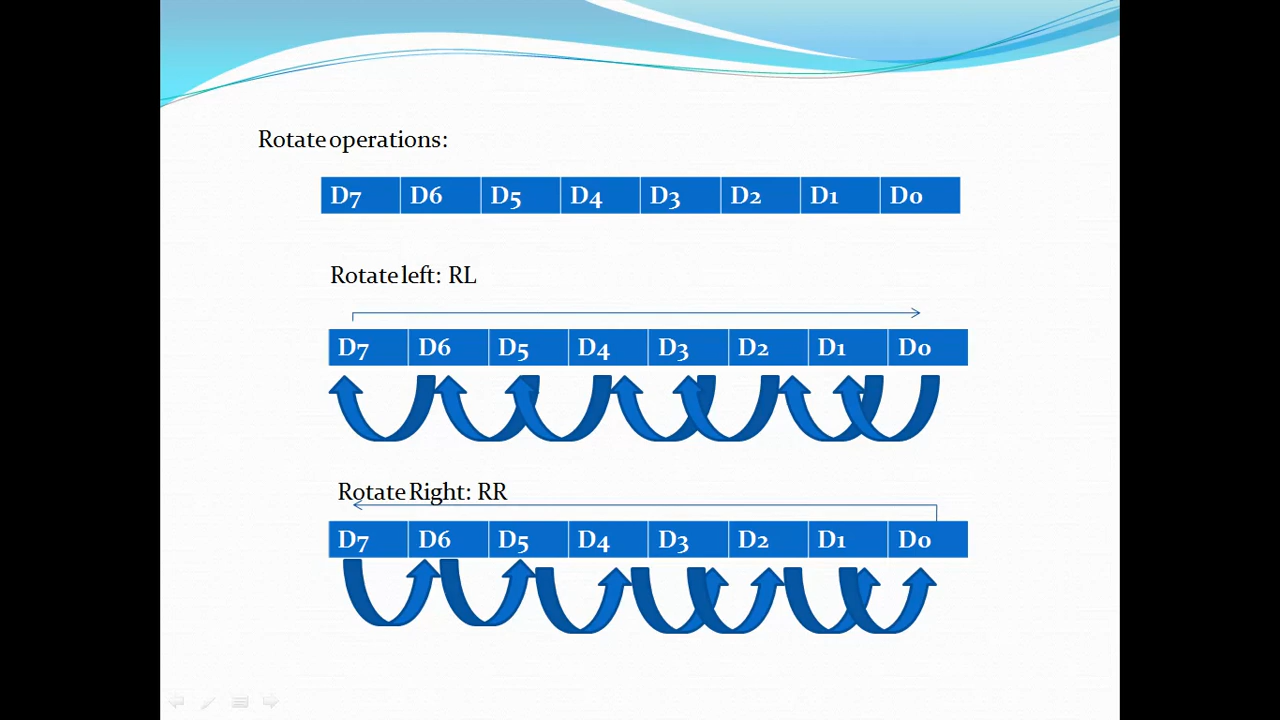 Rotate operations:
D7 D6 D5 D4 D3 D2 D1 D0
Rotate left: RL
D7 D6 D5 D4 D3 D2 D1 D0
Rotate Right: RR
D7 D6 D5 D4 D3 D2 D1 D0